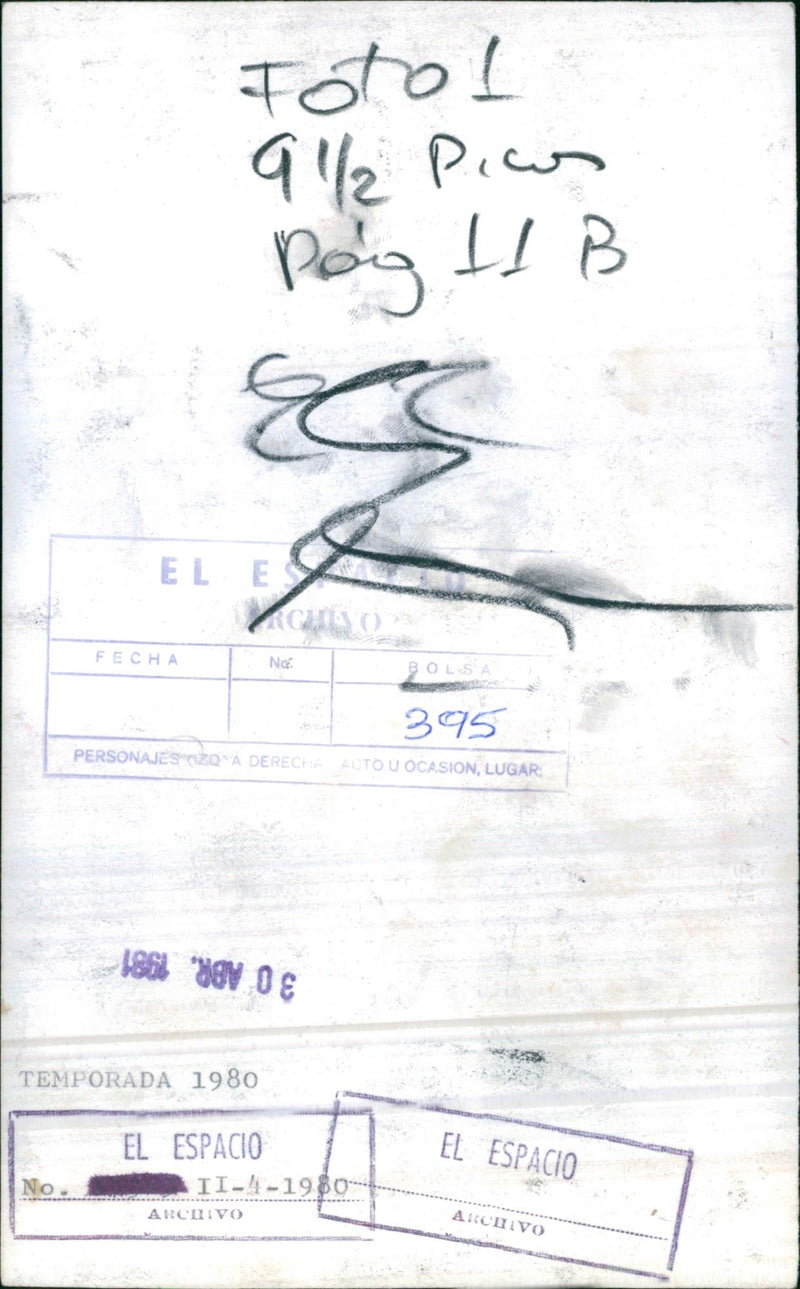 Foto 1
9 1/2 Picas
Pág 11 B
EL ESPACIO
ARCHIVO
FECHA No. BOLSA
395
PERSONAJES (IZQ. A DERECHA ACTO U OCASION, LUGAR:
30 ABR. 1981
TEMPORADA 1980
EL ESPACIO
No. II-4-1980
ARCHIVO
EL ESPACIO
ARCHIVO